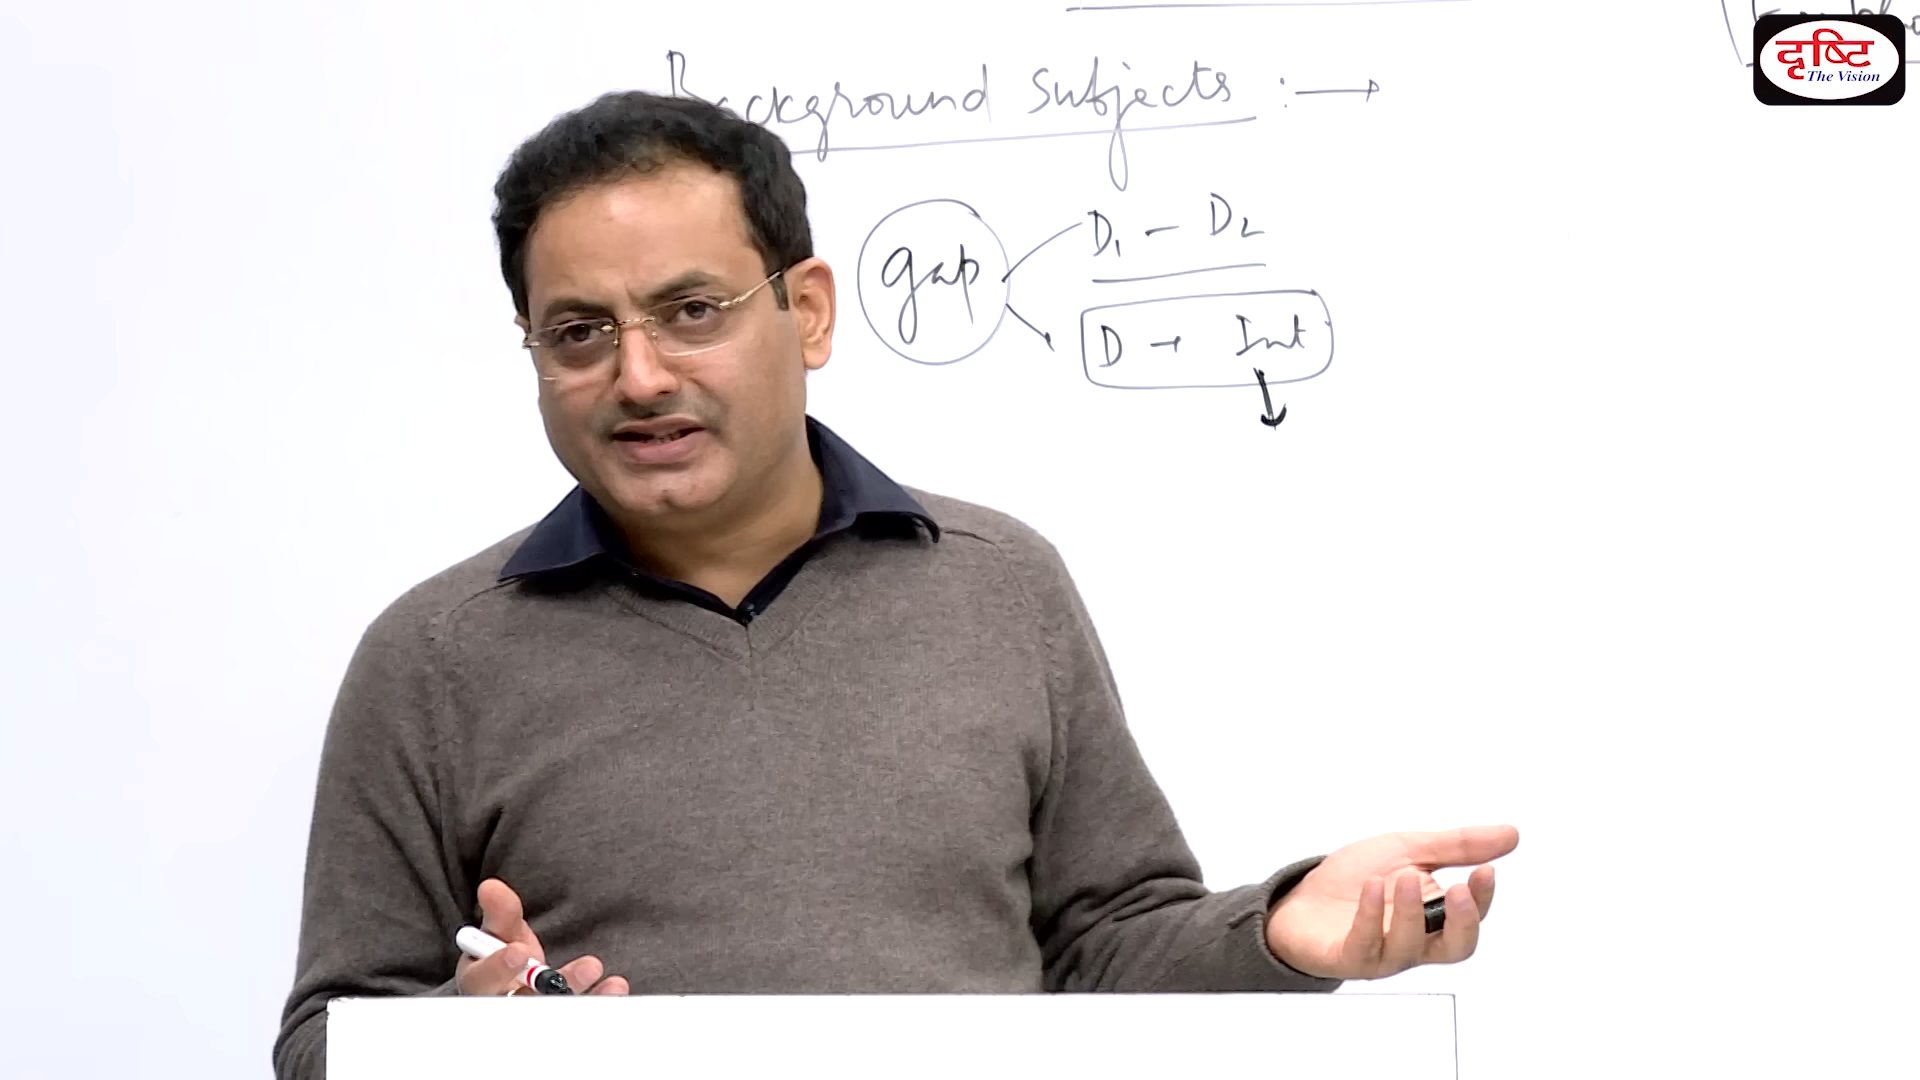 दृष्टि
The Vision
Background Subjects : →
gap
D₁ - D₂
D → Int